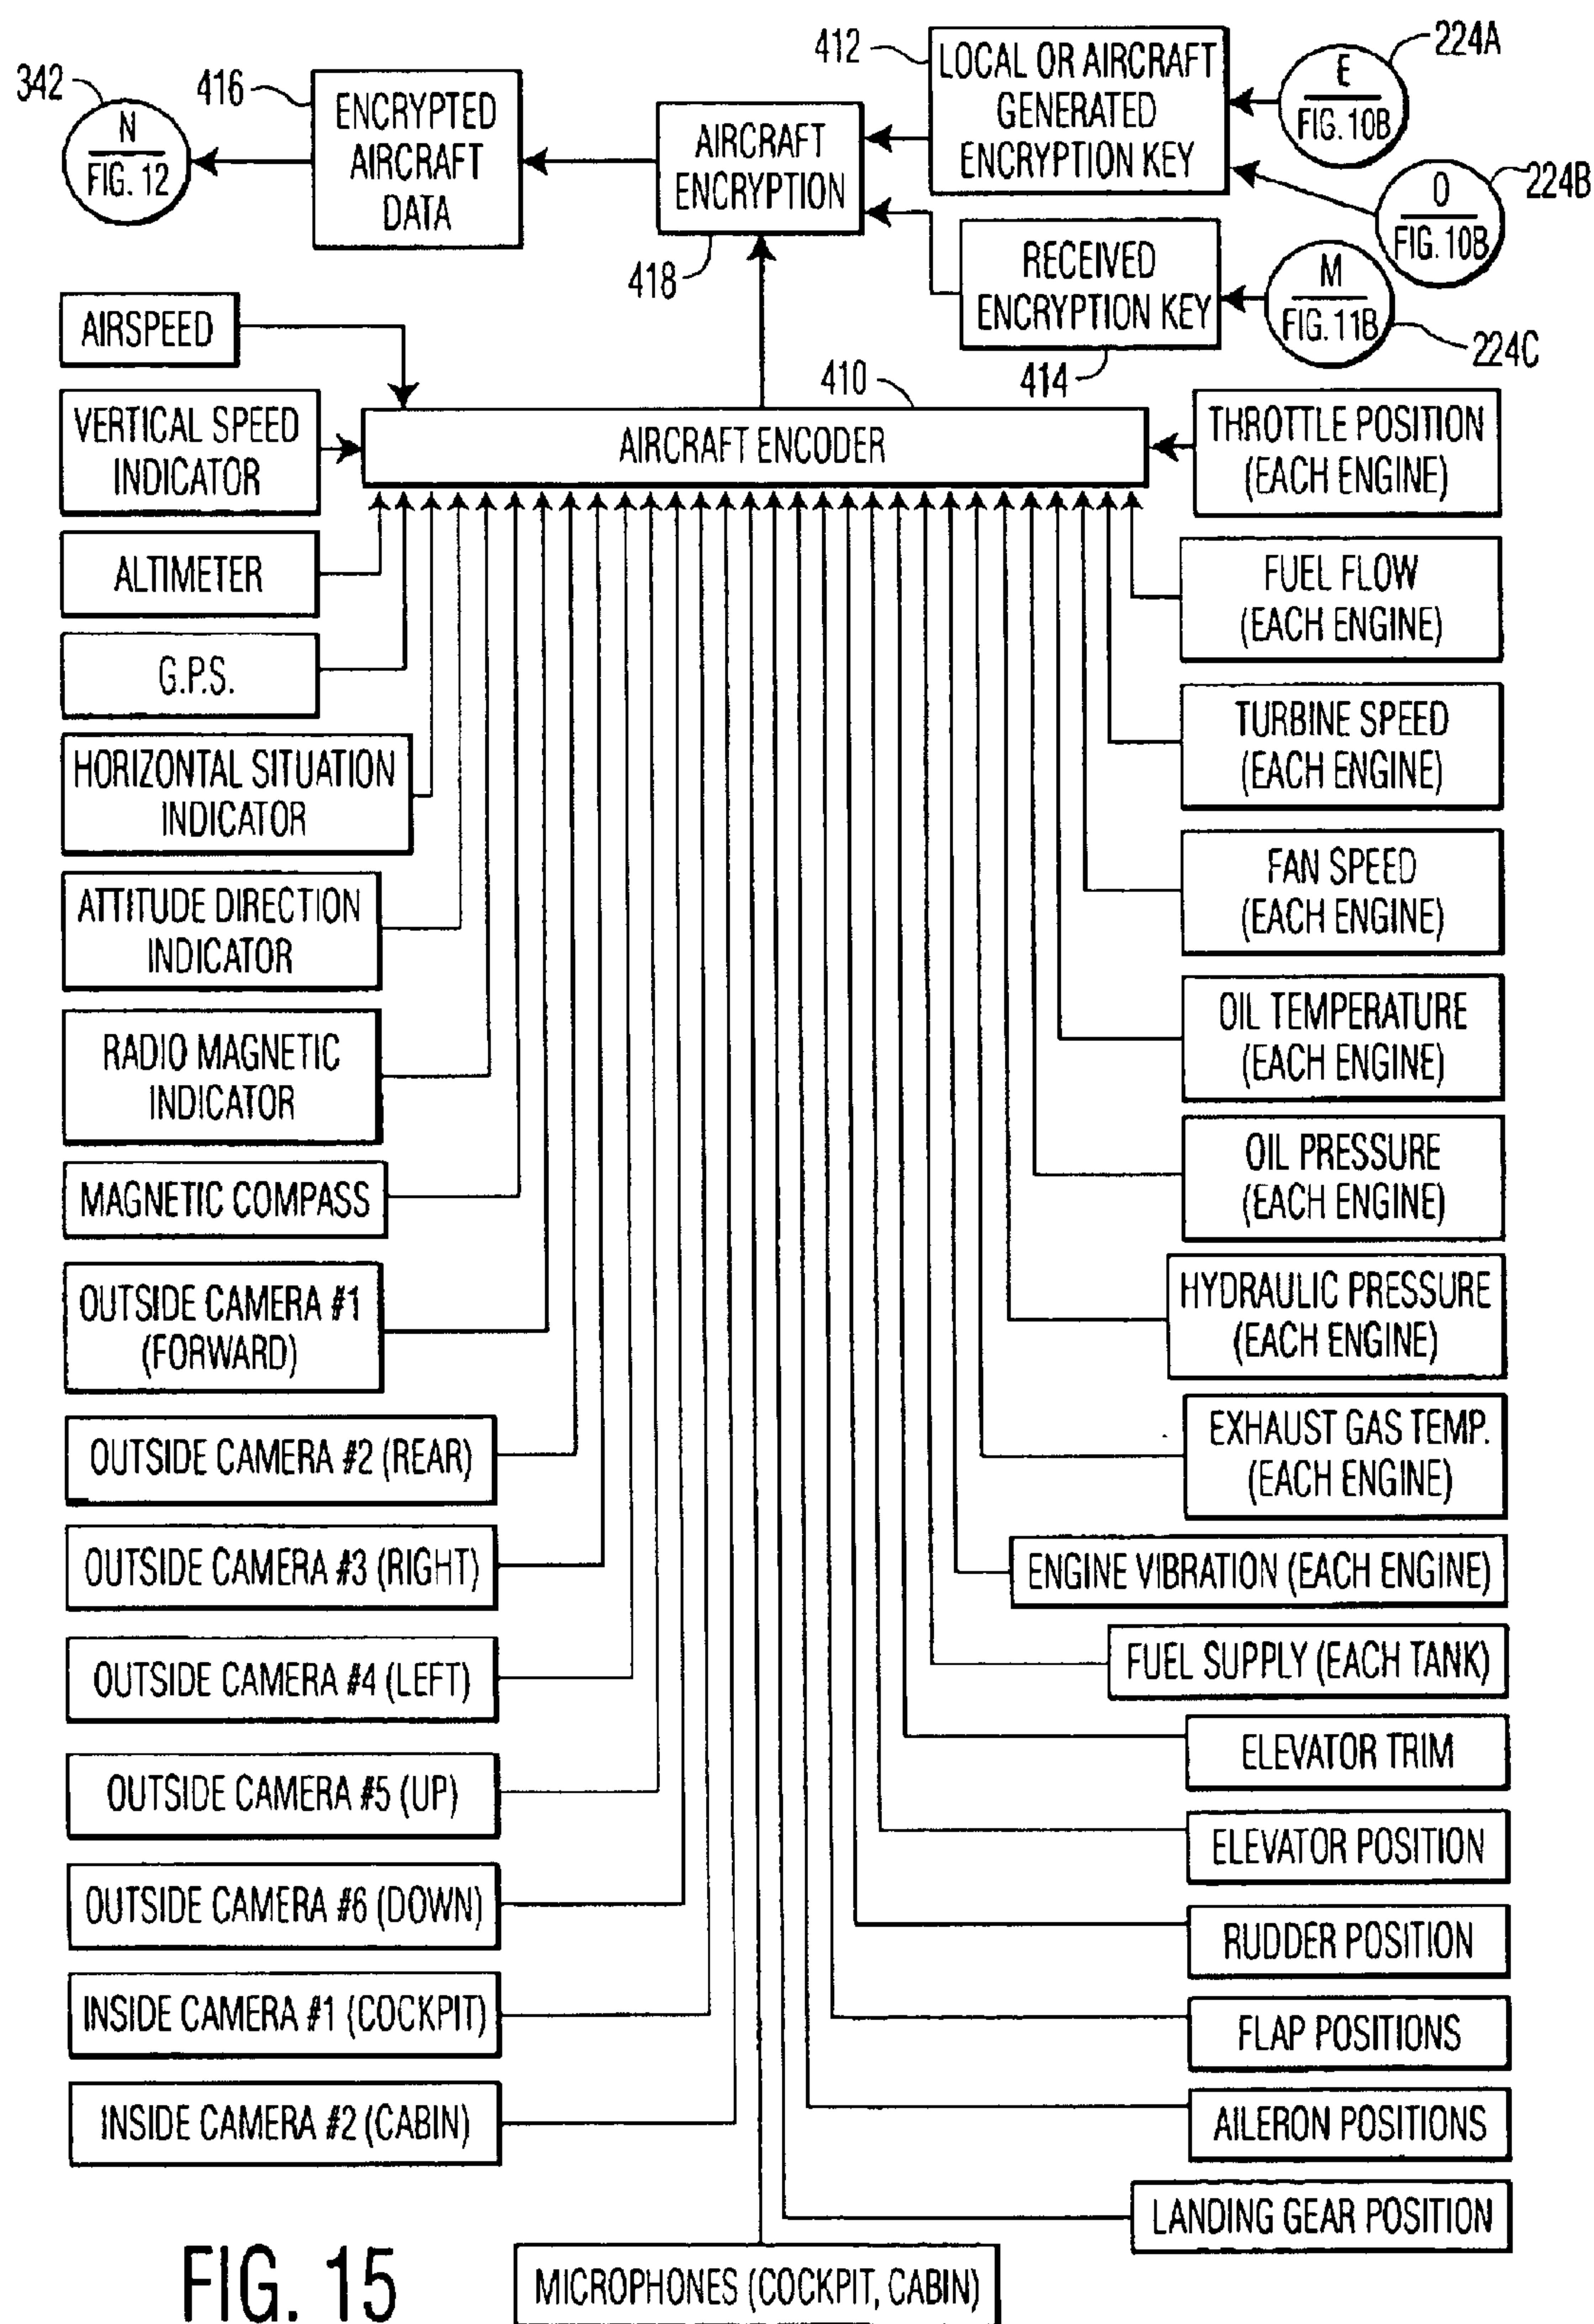 342
N
FIG. 12
416
ENCRYPTED
AIRCRAFT
DATA
AIRCRAFT
ENCRYPTION
418
412
LOCAL OR AIRCRAFT
GENERATED
ENCRYPTION KEY
E
FIG. 10B
224A
O
FIG. 10B
224B
RECEIVED
ENCRYPTION KEY
414
M
FIG. 11B
224C
410
AIRCRAFT ENCODER
AIRSPEED
VERTICAL SPEED
INDICATOR
ALTIMETER
G.P.S.
HORIZONTAL SITUATION
INDICATOR
ATTITUDE DIRECTION
INDICATOR
RADIO MAGNETIC
INDICATOR
MAGNETIC COMPASS
OUTSIDE CAMERA #1
(FORWARD)
OUTSIDE CAMERA #2 (REAR)
OUTSIDE CAMERA #3 (RIGHT)
OUTSIDE CAMERA #4 (LEFT)
OUTSIDE CAMERA #5 (UP)
OUTSIDE CAMERA #6 (DOWN)
INSIDE CAMERA #1 (COCKPIT)
INSIDE CAMERA #2 (CABIN)
THROTTLE POSITION
(EACH ENGINE)
FUEL FLOW
(EACH ENGINE)
TURBINE SPEED
(EACH ENGINE)
FAN SPEED
(EACH ENGINE)
OIL TEMPERATURE
(EACH ENGINE)
OIL PRESSURE
(EACH ENGINE)
HYDRAULIC PRESSURE
(EACH ENGINE)
EXHAUST GAS TEMP.
(EACH ENGINE)
ENGINE VIBRATION (EACH ENGINE)
FUEL SUPPLY (EACH TANK)
ELEVATOR TRIM
ELEVATOR POSITION
RUDDER POSITION
FLAP POSITIONS
AILERON POSITIONS
LANDING GEAR POSITION
MICROPHONES (COCKPIT, CABIN)
FIG. 15